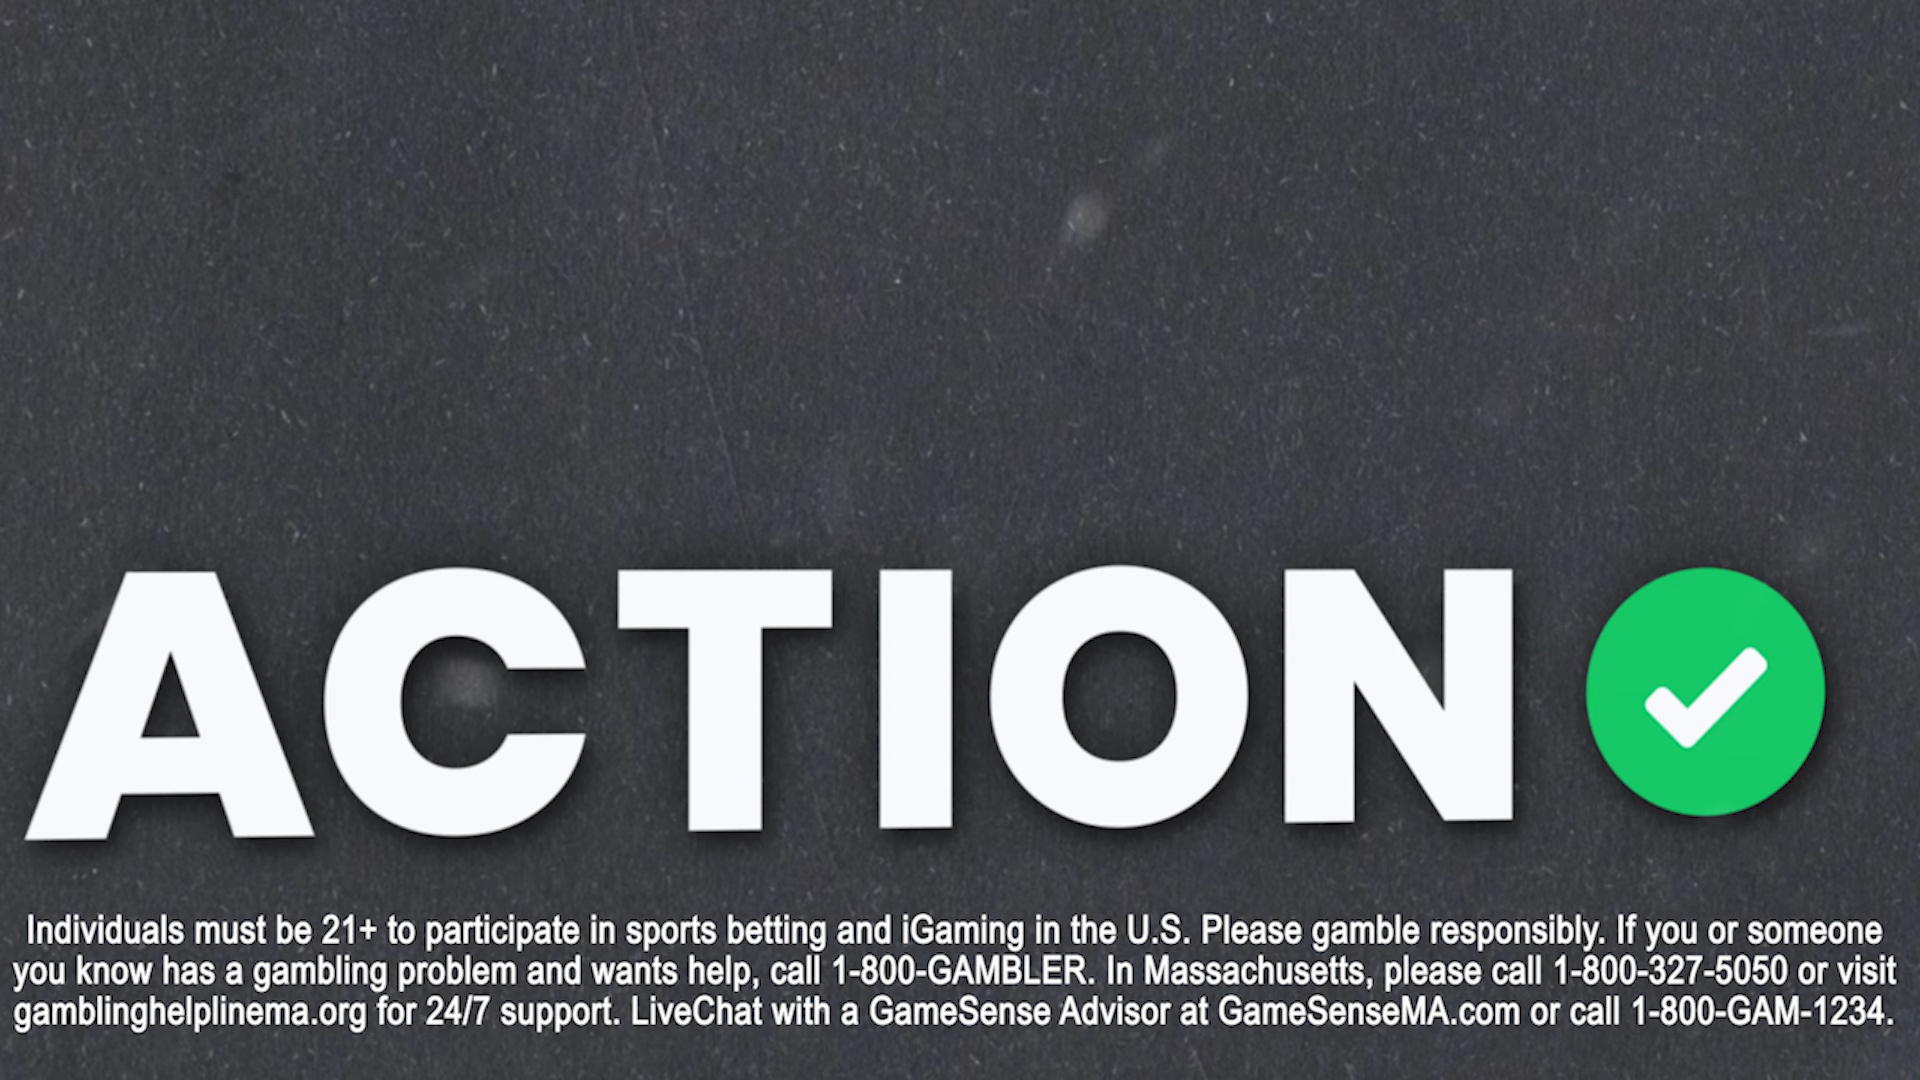 ACTION
Individuals must be 21+ to participate in sports betting and iGaming in the U.S. Please gamble responsibly. If you or someone
you know has a gambling problem and wants help, call 1-800-GAMBLER. In Massachusetts, please call 1-800-327-5050 or visit
gamblinghelplinema.org for 24/7 support. LiveChat with a GameSense Advisor at GameSenseMA.com or call 1-800-GAM-1234.